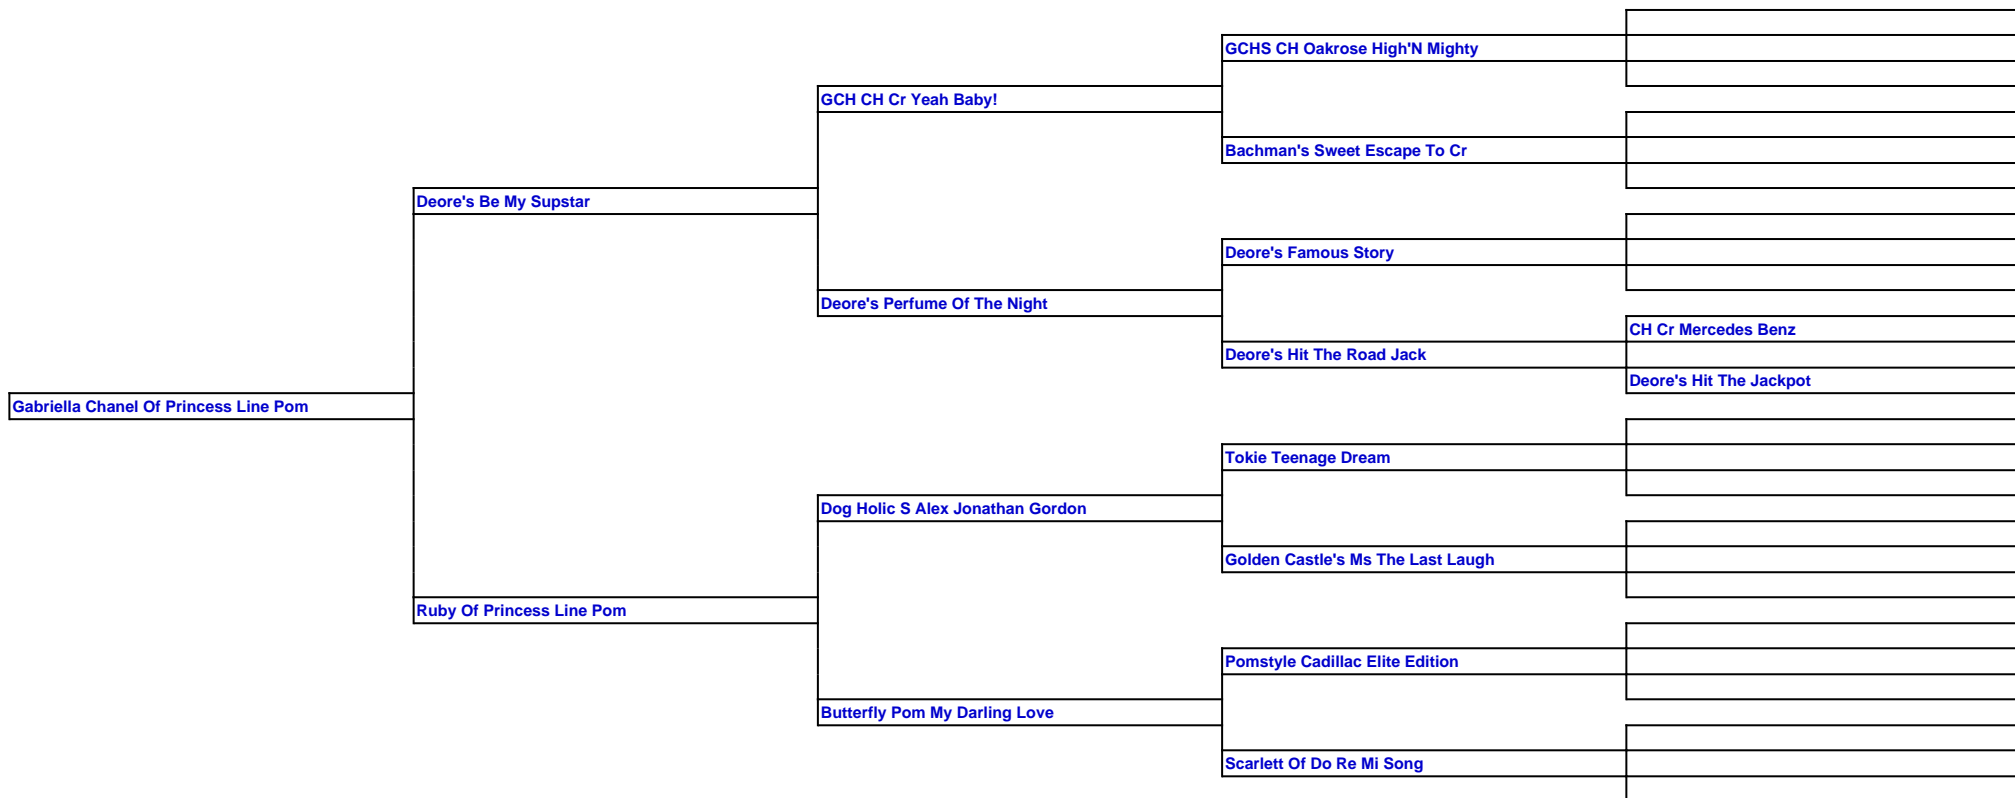 GCHS CH Oakrose High'N Mighty
GCH CH Cr Yeah Baby!
Bachman's Sweet Escape To Cr
Deore's Be My Supstar
Deore's Famous Story
Deore's Perfume Of The Night
CH Cr Mercedes Benz
Deore's Hit The Road Jack
Deore's Hit The Jackpot
Gabriella Chanel Of Princess Line Pom
Tokie Teenage Dream
Dog Holic S Alex Jonathan Gordon
Golden Castle's Ms The Last Laugh
Ruby Of Princess Line Pom
Pomstyle Cadillac Elite Edition
Butterfly Pom My Darling Love
Scarlett Of Do Re Mi Song